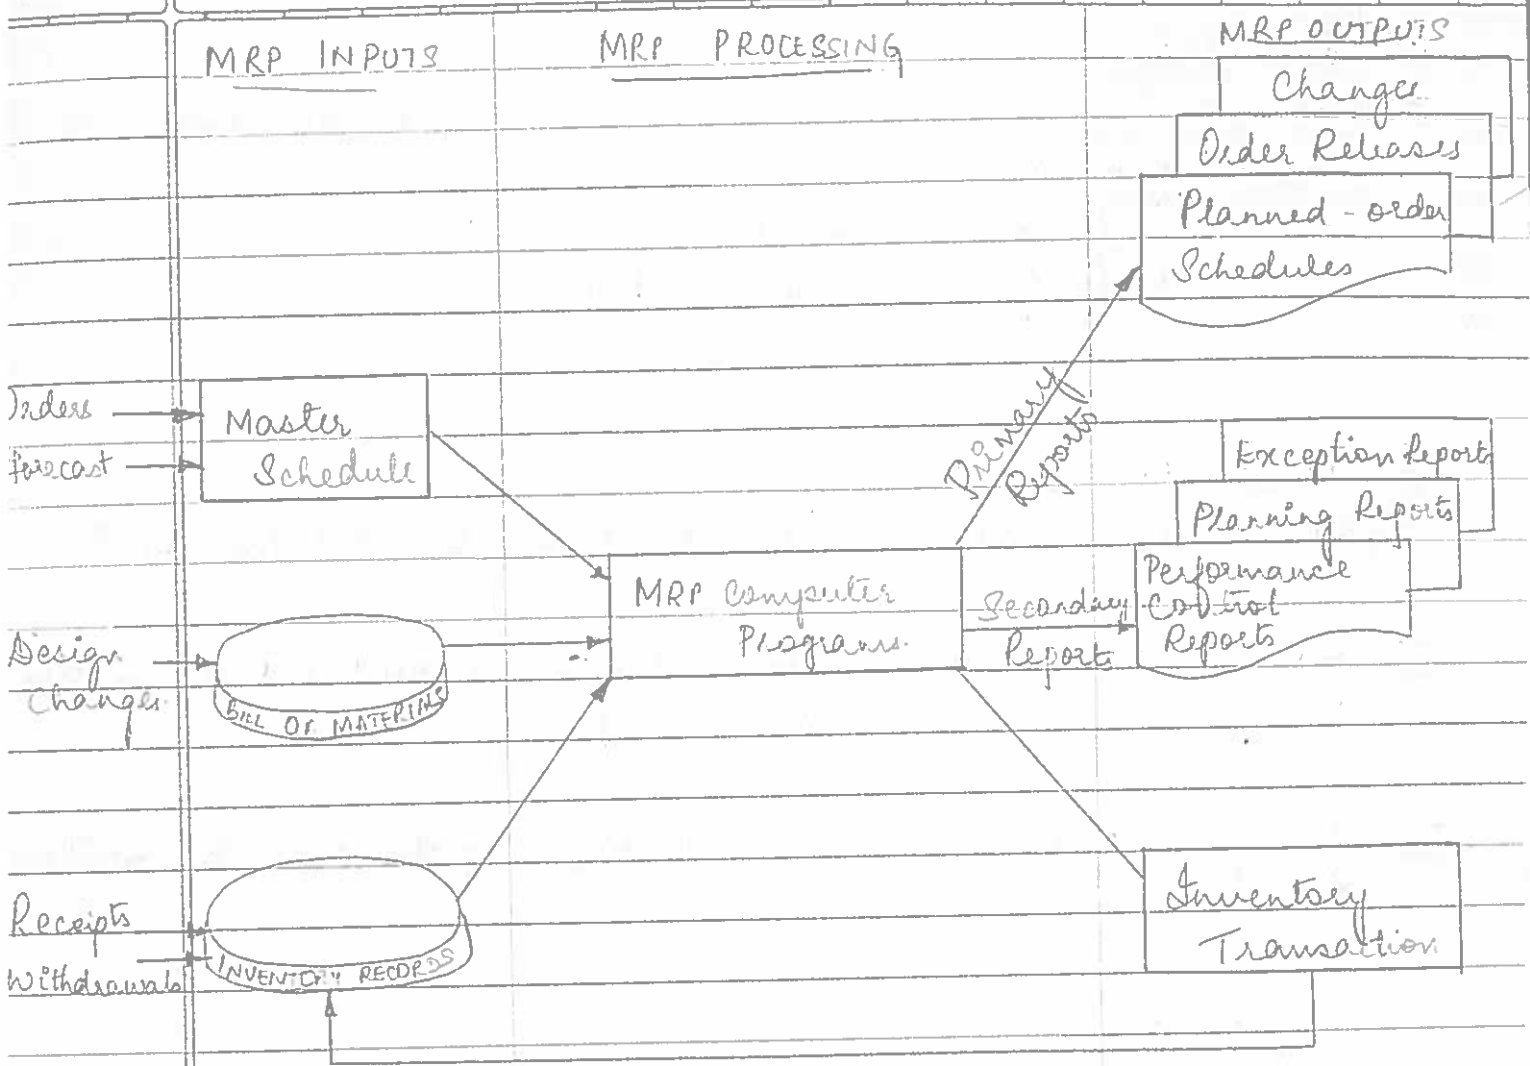 MRP INPUTS
MRP PROCESSING
MRP OUTPUTS
Changes
Order Releases
Planned - order
Schedules
Orders
forecast
Master
Schedule
Primary
Reports
Exception Reports
Planning Reports
Performance
Control
Reports
MRP Computer
Programs.
Secondary
Reports
Design
Changes.
BILL OF MATERIALS
Receipts
Withdrawals
INVENTORY RECORDS
Inventory
Transaction